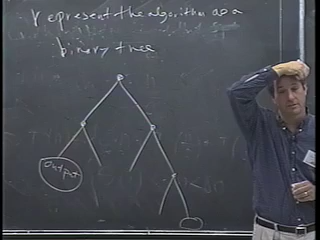 represent the algorithm as a
binary tree
output